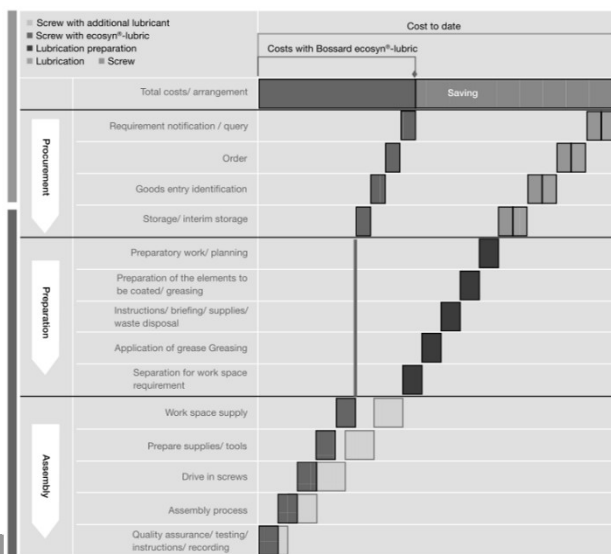 Screw with additional lubricant
Screw with ecosyn®-lubric
Lubrication preparation
Lubrication Screw
Cost to date
Costs with Bossard ecosyn®-lubric
Total costs/ arrangement
Saving
Procurement
Requirement notification / query
Order
Goods entry identification
Storage/ interim storage
Preparation
Preparatory work/ planning
Preparation of the elements to
be coated/ greasing
Instructions/ briefing/ supplies/
waste disposal
Application of grease Greasing
Separation for work space
requirement
Assembly
Work space supply
Prepare supplies/ tools
Drive in screws
Assembly process
Quality assurance/ testing/
instructions/ recording